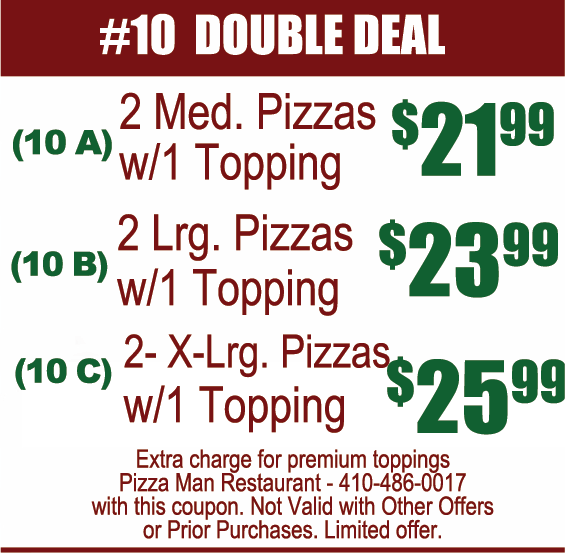 #10 DOUBLE DEAL
(10 A) 2 Med. Pizzas w/1 Topping $21.99
(10 B) 2 Lrg. Pizzas w/1 Topping $23.99
(10 C) 2- X-Lrg. Pizzas w/1 Topping $25.99
Extra charge for premium toppings
Pizza Man Restaurant - 410-486-0017
with this coupon. Not Valid with Other Offers
or Prior Purchases. Limited offer.